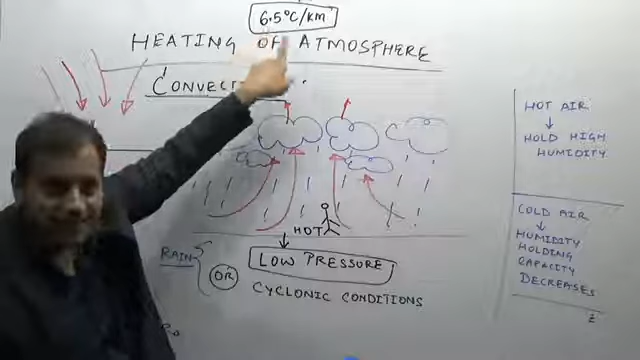 6.5°C/KM
HEATING OF ATMOSPHERE
HOT
LOW PRESSURE
RAIN
OR
CYCLONIC CONDITIONS
HOT AIR
HOLD HIGH
HUMIDITY
COLD AIR
HUMIDITY
HOLDING
CAPACITY
DECREASES